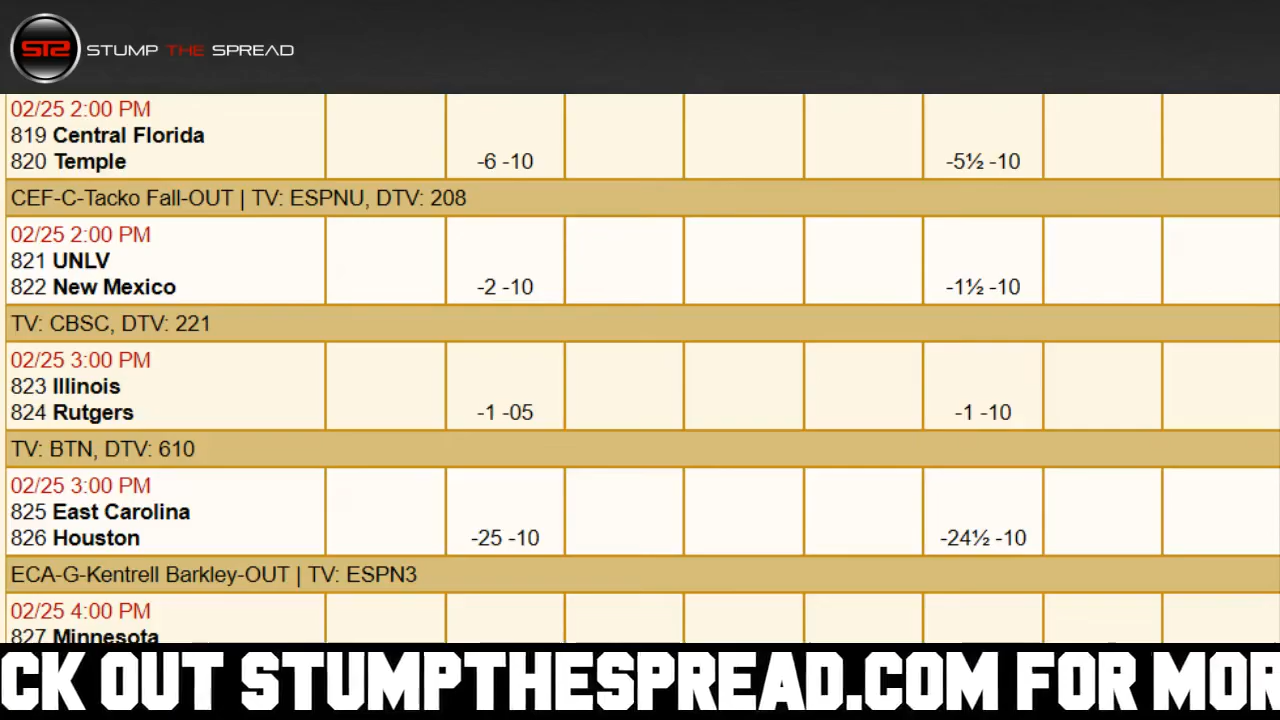 STS STUMP THE SPREAD
02/25 2:00 PM
819 Central Florida
820 Temple -6 -10 -5½ -10
CEF-C-Tacko Fall-OUT | TV: ESPNU, DTV: 208
02/25 2:00 PM
821 UNLV
822 New Mexico -2 -10 -1½ -10
TV: CBSC, DTV: 221
02/25 3:00 PM
823 Illinois
824 Rutgers -1 -05 -1 -10
TV: BTN, DTV: 610
02/25 3:00 PM
825 East Carolina
826 Houston -25 -10 -24½ -10
ECA-G-Kentrell Barkley-OUT | TV: ESPN3
02/25 4:00 PM
827 Minnesota
CK OUT STUMPTHESPREAD.COM FOR MOR